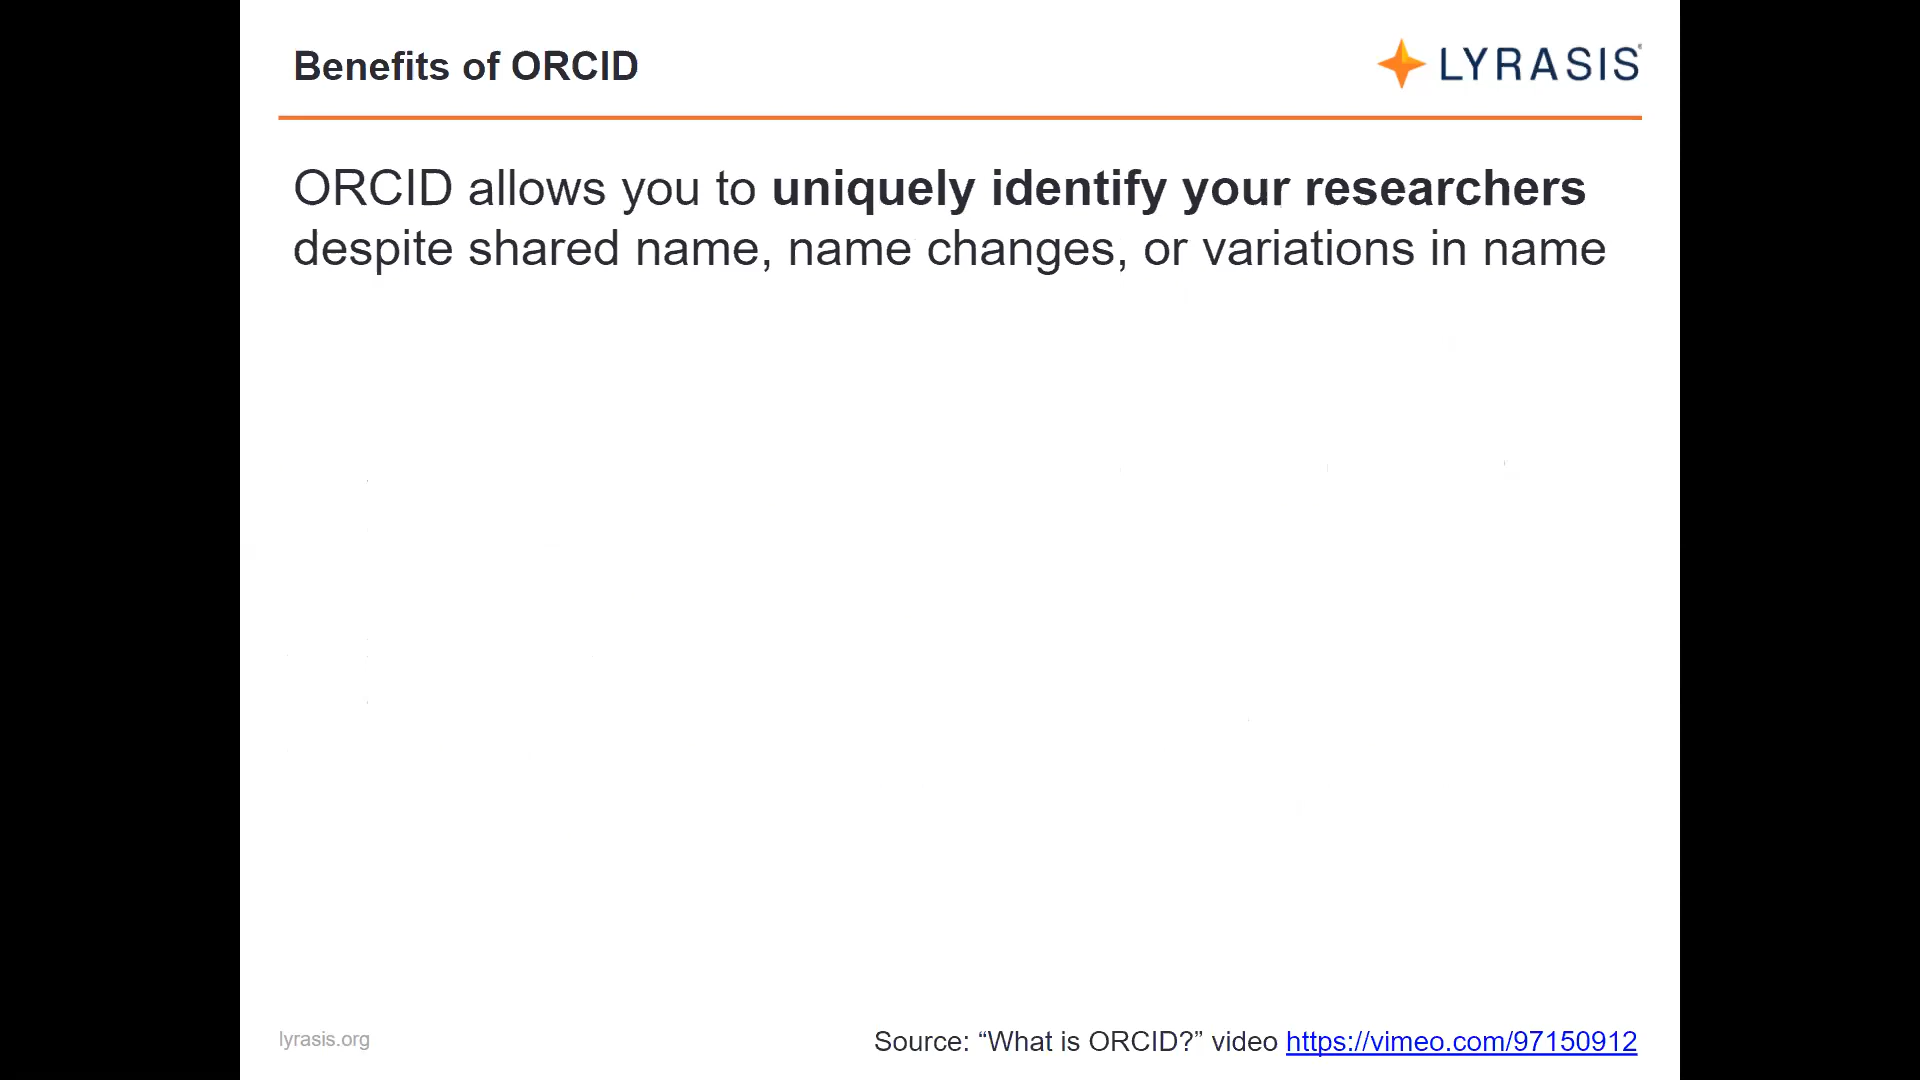 Benefits of ORCID
LYRASIS
ORCID allows you to uniquely identify your researchers
despite shared name, name changes, or variations in name
lyrasis.org
Source: “What is ORCID?” video https://vimeo.com/97150912